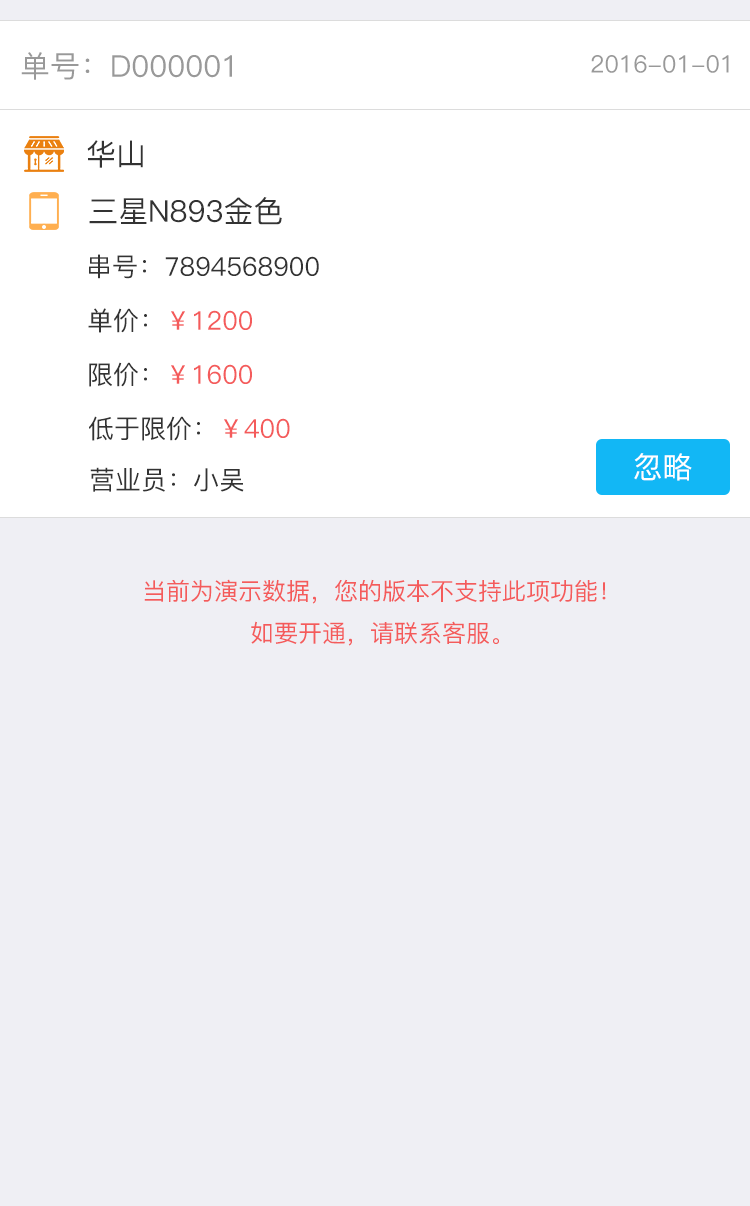 单号：D000001
2016-01-01
华山
三星N893金色
串号：7894568900
单价：￥1200
限价：￥1600
低于限价：￥400
营业员：小吴
忽略
当前为演示数据，您的版本不支持此项功能！
如要开通，请联系客服。